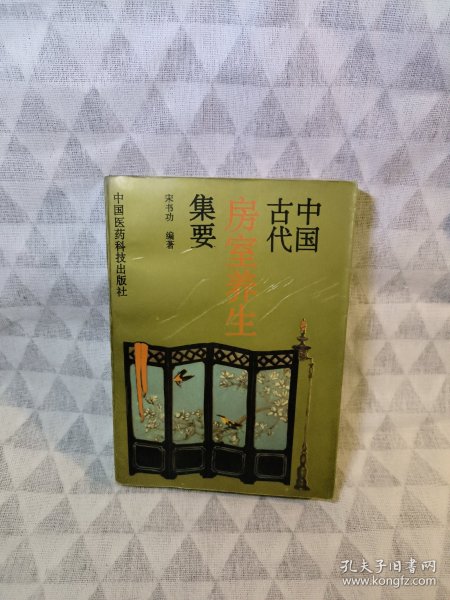 中国
古代
房室养生
集要
宋书功 编著
中国医药科技出版社
孔夫子旧书网
www.kongfz.com